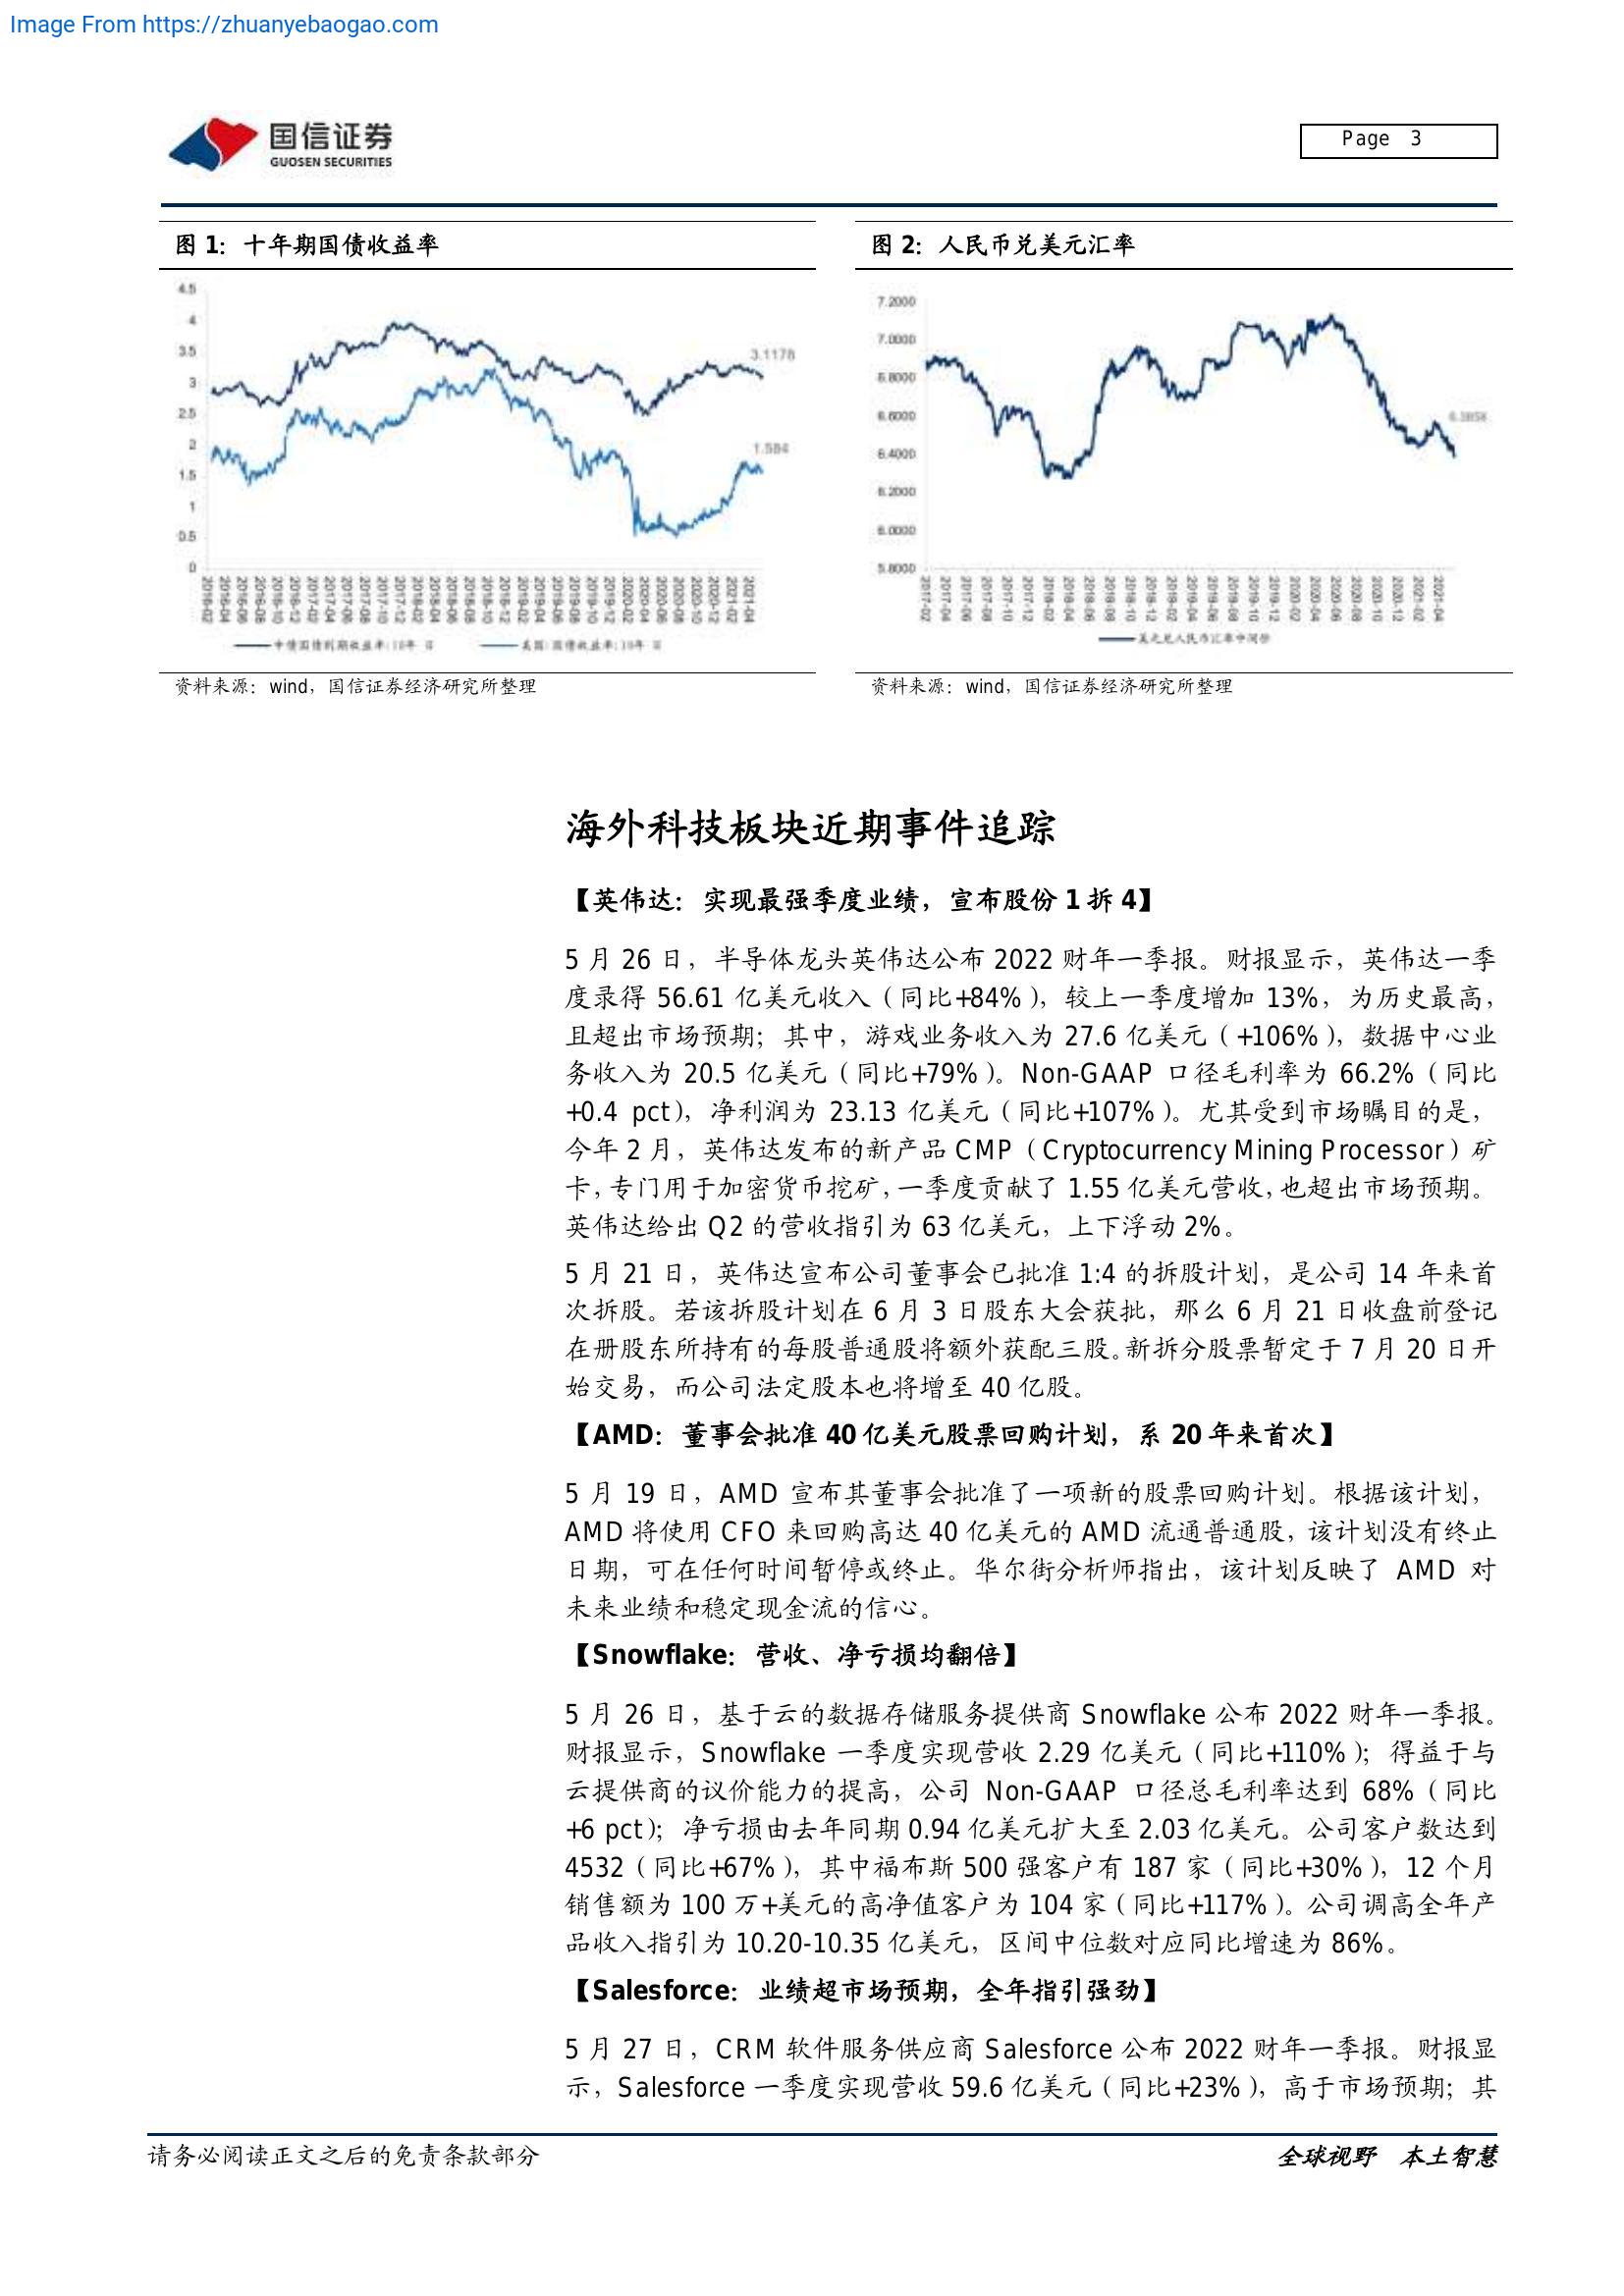 Image From https://zhuanyebaogao.com
国信证券
GUOSEN SECURITIES
Page 3
图 1：十年期国债收益率
4.5
4
3.5
3
2.5
2
1.5
1
0.5
0
3.1178
1.584
2016-02
2016-04
2016-06
2016-08
2016-10
2016-12
2017-02
2017-04
2017-06
2017-08
2017-10
2017-12
2018-02
2018-04
2018-06
2018-08
2018-10
2018-12
2019-02
2019-04
2019-06
2019-08
2019-10
2019-12
2020-02
2020-04
2020-06
2020-08
2020-10
2020-12
2021-02
2021-04
中债国债到期收益率:10年 日
美国:国债收益率:10年 日
资料来源：wind，国信证券经济研究所整理
图 2：人民币兑美元汇率
7.2000
7.0000
6.8000
6.6000
6.4000
6.2000
6.0000
5.8000
6.3858
2017-02
2017-04
2017-06
2017-08
2017-10
2017-12
2018-02
2018-04
2018-06
2018-08
2018-10
2018-12
2019-02
2019-04
2019-06
2019-08
2019-10
2019-12
2020-02
2020-04
2020-06
2020-08
2020-10
2020-12
2021-02
2021-04
美元兑人民币汇率中间价
资料来源：wind，国信证券经济研究所整理
海外科技板块近期事件追踪
【英伟达：实现最强季度业绩，宣布股份 1 拆 4】
5 月 26 日，半导体龙头英伟达公布 2022 财年一季报。财报显示，英伟达一季
度录得 56.61 亿美元收入（同比+84%），较上一季度增加 13%，为历史最高，
且超出市场预期；其中，游戏业务收入为 27.6 亿美元（+106%），数据中心业
务收入为 20.5 亿美元（同比+79%）。Non-GAAP 口径毛利率为 66.2%（同比
+0.4 pct），净利润为 23.13 亿美元（同比+107%）。尤其受到市场瞩目的是，
今年 2 月，英伟达发布的新产品 CMP（Cryptocurrency Mining Processor）矿
卡，专门用于加密货币挖矿，一季度贡献了 1.55 亿美元营收，也超出市场预期。
英伟达给出 Q2 的营收指引为 63 亿美元，上下浮动 2%。
5 月 21 日，英伟达宣布公司董事会已批准 1:4 的拆股计划，是公司 14 年来首
次拆股。若该拆股计划在 6 月 3 日股东大会获批，那么 6 月 21 日收盘前登记
在册股东所持有的每股普通股将额外获配三股。新拆分股票暂定于 7 月 20 日开
始交易，而公司法定股本也将增至 40 亿股。
【AMD：董事会批准 40 亿美元股票回购计划，系 20 年来首次】
5 月 19 日，AMD 宣布其董事会批准了一项新的股票回购计划。根据该计划，
AMD 将使用 CFO 来回购高达 40 亿美元的 AMD 流通普通股，该计划没有终止
日期，可在任何时间暂停或终止。华尔街分析师指出，该计划反映了 AMD 对
未来业绩和稳定现金流的信心。
【Snowflake：营收、净亏损均翻倍】
5 月 26 日，基于云的数据存储服务提供商 Snowflake 公布 2022 财年一季报。
财报显示，Snowflake 一季度实现营收 2.29 亿美元（同比+110%）；得益于与
云提供商的议价能力的提高，公司 Non-GAAP 口径总毛利率达到 68%（同比
+6 pct）；净亏损由去年同期 0.94 亿美元扩大至 2.03 亿美元。公司客户数达到
4532（同比+67%），其中福布斯 500 强客户有 187 家（同比+30%），12 个月
销售额为 100 万+美元的高净值客户为 104 家（同比+117%）。公司调高全年产
品收入指引为 10.20-10.35 亿美元，区间中位数对应同比增速为 86%。
【Salesforce：业绩超市场预期，全年指引强劲】
5 月 27 日，CRM 软件服务供应商 Salesforce 公布 2022 财年一季报。财报显
示，Salesforce 一季度实现营收 59.6 亿美元（同比+23%），高于市场预期；其
请务必阅读正文之后的免责条款部分
全球视野 本土智慧